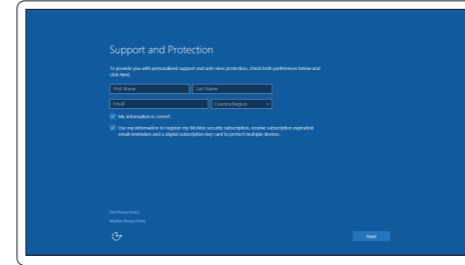 Support and Protection
To provide you with personalized support and anti-virus protection, check both preferences below and
click Next.
First Name
Last Name
Email
Country/Region
My information is correct.
Use my information to register my McAfee security subscription, receive subscription expiration
email reminders and a digital subscription key card to protect multiple devices.
Dell Privacy Policy
McAfee Privacy Policy
Next